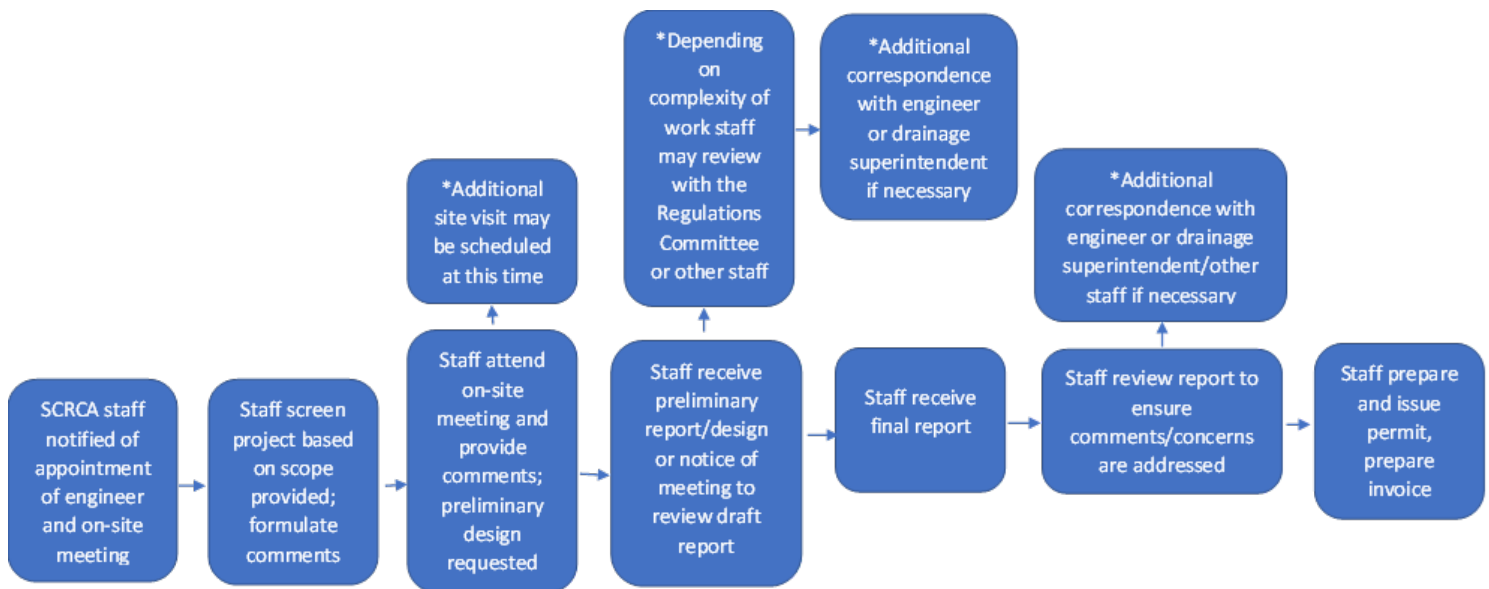 SCRCA staff
notified of
appointment
of engineer
and on-site
meeting
Staff screen
project based
on scope
provided;
formulate
comments
Staff attend
on-site
meeting and
provide
comments;
preliminary
design
requested
*Additional
site visit may
be scheduled
at this time
Staff receive
preliminary
report/design
or notice of
meeting to
review draft
report
*Depending
on
complexity of
work staff
may review
with the
Regulations
Committee
or other staff
*Additional
correspondence
with engineer
or drainage
superintendent
if necessary
Staff receive
final report
Staff review report to
ensure
comments/concerns
are addressed
*Additional
correspondence with
engineer or drainage
superintendent/other
staff if necessary
Staff prepare
and issue
permit,
prepare
invoice